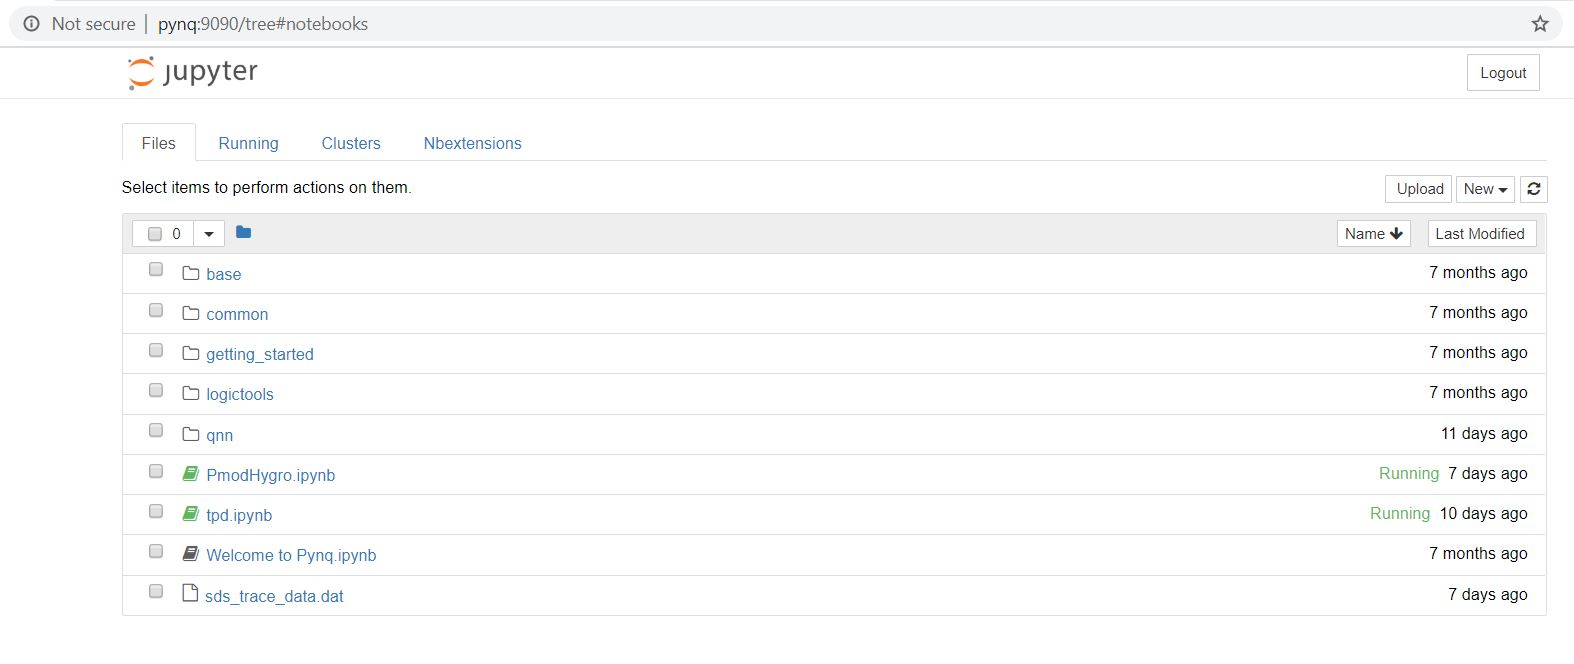 Not secure | pynq:9090/tree#notebooks
jupyter
Logout
Files Running Clusters Nbextensions
Select items to perform actions on them.
Upload New
0 Name Last Modified
base 7 months ago
common 7 months ago
getting_started 7 months ago
logictools 7 months ago
qnn 11 days ago
PmodHygro.ipynb Running 7 days ago
tpd.ipynb Running 10 days ago
Welcome to Pynq.ipynb 7 months ago
sds_trace_data.dat 7 days ago